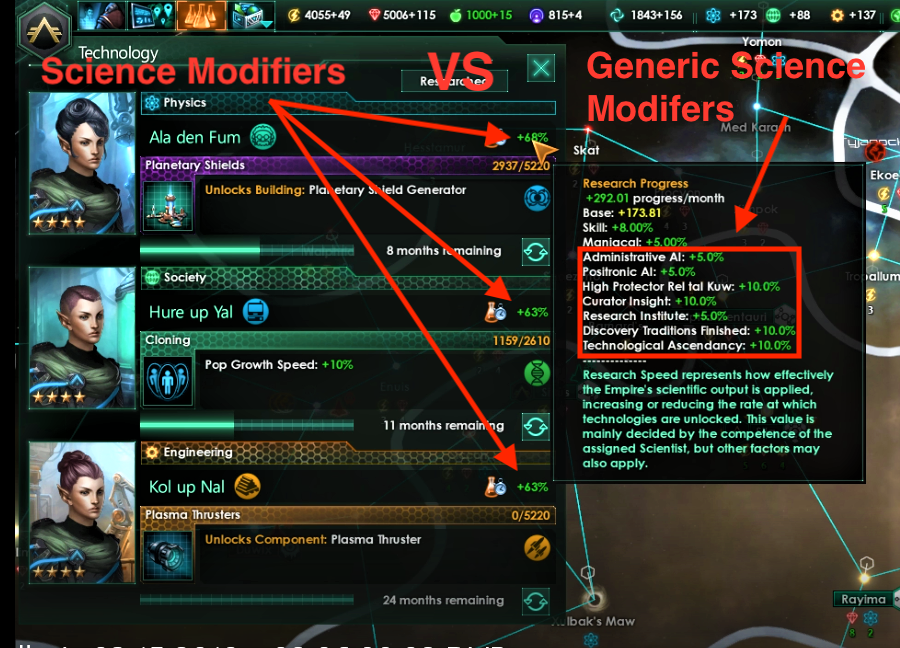 4055+49
5006+115
1000+15
815+4
1843+156
+173
+88
+137
Technology
Science Modifiers
VS
Generic Science
Modifers
Yomon
Med Karash
Skat
Physics
Ala den Fum
+68%
Planetary Shields
2937/5220
Unlocks Building: Planetary Shield Generator
8 months remaining
Society
Hure up Yal
+63%
Cloning
1159/2610
Pop Growth Speed: +10%
11 months remaining
Engineering
Kol up Nal
+63%
Plasma Thrusters
0/5220
Unlocks Component: Plasma Thruster
24 months remaining
Research Progress
+292.01 progress/month
Base: +173.81
Skill: +8.00%
Maniacal: +5.00%
Administrative AI: +5.0%
Positronic AI: +5.0%
High Protector Rel tal Kuw: +10.0%
Curator Insight: +10.0%
Research Institute: +5.0%
Discovery Traditions Finished: +10.0%
Technological Ascendancy: +10.0%
--------------
Research Speed represents how effectively
the Empire's scientific output is applied,
increasing or reducing the rate at which
technologies are unlocked. This value is
mainly decided by the competence of the
assigned Scientist, but other factors may
also apply.
3
Rayima
8 7